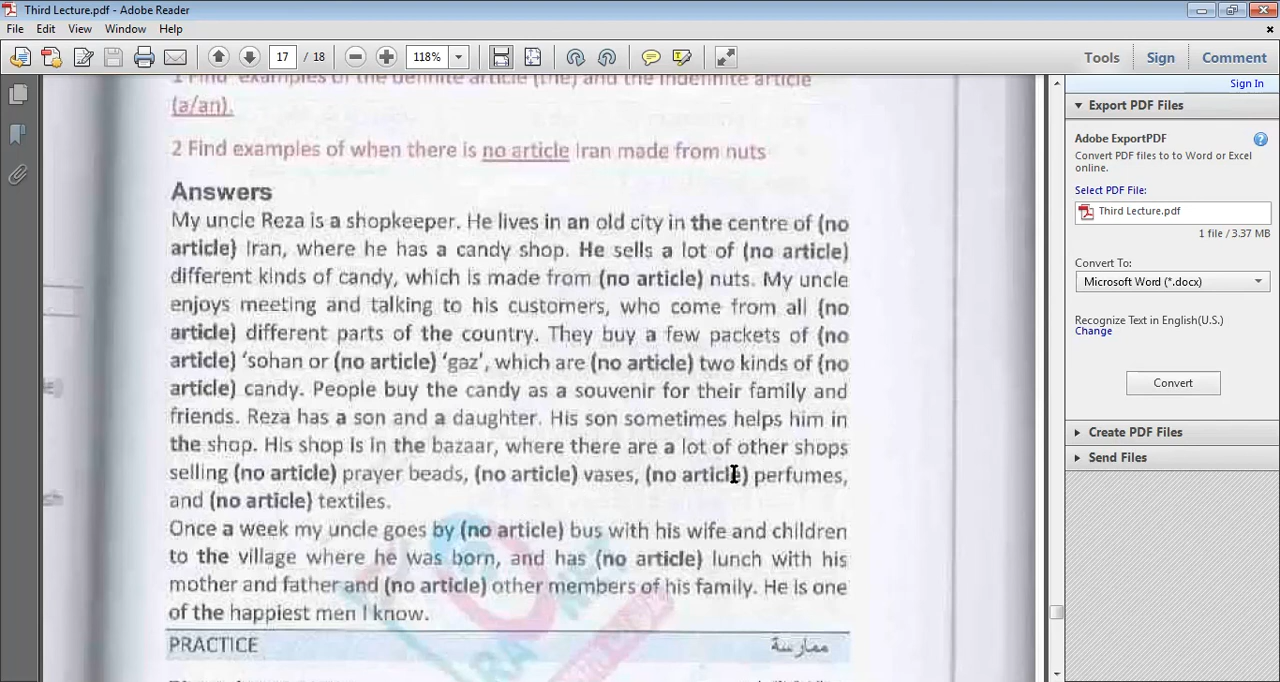 Third Lecture.pdf - Adobe Reader
File Edit View Window Help
17 / 18 118% Tools Sign Comment
Sign In
Export PDF Files
Adobe ExportPDF
Convert PDF files to to Word or Excel
online.
Select PDF File:
Third Lecture.pdf
1 file / 3.37 MB
Convert To:
Microsoft Word (*.docx)
Recognize Text in English(U.S.)
Change
Convert
Create PDF Files
Send Files
1 Find examples of the definite article (the) and the indefinite article
(a/an).
2 Find examples of when there is no article Iran made from nuts
Answers
My uncle Reza is a shopkeeper. He lives in an old city in the centre of (no
article) Iran, where he has a candy shop. He sells a lot of (no article)
different kinds of candy, which is made from (no article) nuts. My uncle
enjoys meeting and talking to his customers, who come from all (no
article) different parts of the country. They buy a few packets of (no
article) ‘sohan or (no article) ‘gaz’, which are (no article) two kinds of (no
article) candy. People buy the candy as a souvenir for their family and
friends. Reza has a son and a daughter. His son sometimes helps him in
the shop. His shop is in the bazaar, where there are a lot of other shops
selling (no article) prayer beads, (no article) vases, (no article) perfumes,
and (no article) textiles.
Once a week my uncle goes by (no article) bus with his wife and children
to the village where he was born, and has (no article) lunch with his
mother and father and (no article) other members of his family. He is one
of the happiest men I know.
PRACTICE ممارسة